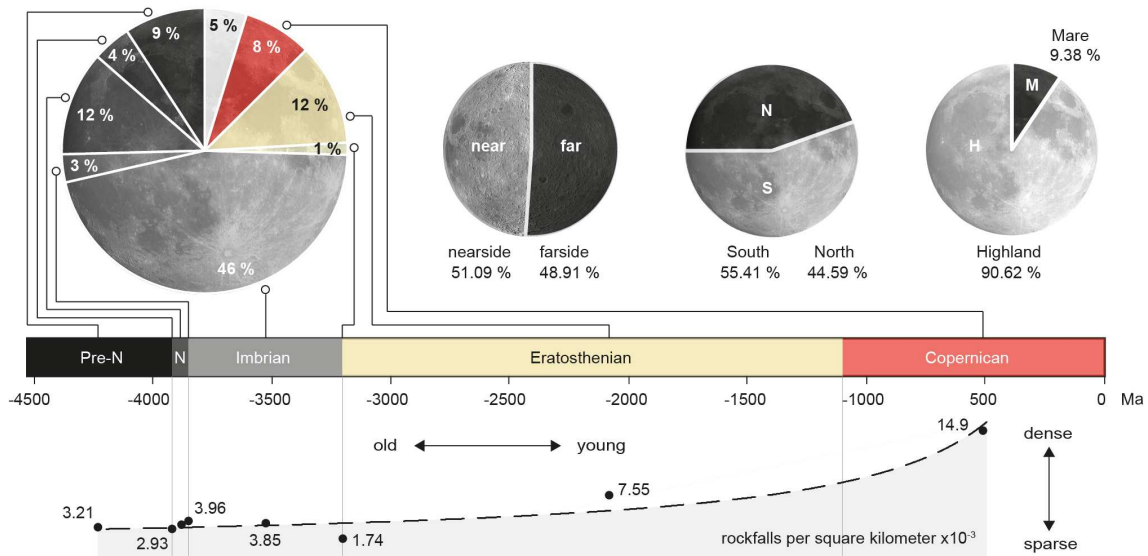 9 %
5 %
8 %
4 %
12 %
12 %
3 %
1 %
46 %
near
far
nearside
51.09 %
farside
48.91 %
N
S
South
55.41 %
North
44.59 %
Mare
9.38 %
M
H
Highland
90.62 %
Pre-N
N
Imbrian
Eratosthenian
Copernican
-4500
-4000
-3500
-3000
-2500
-2000
-1500
-1000
500
0
Ma
old
young
14.9
dense
7.55
3.21
3.96
2.93
3.85
1.74
rockfalls per square kilometer x10⁻³
sparse